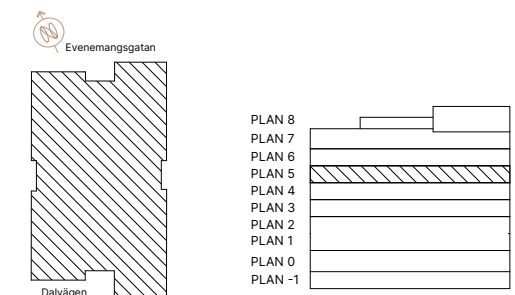 Evenemangsgatan
Dalvägen
PLAN 8
PLAN 7
PLAN 6
PLAN 5
PLAN 4
PLAN 3
PLAN 2
PLAN 1
PLAN 0
PLAN -1